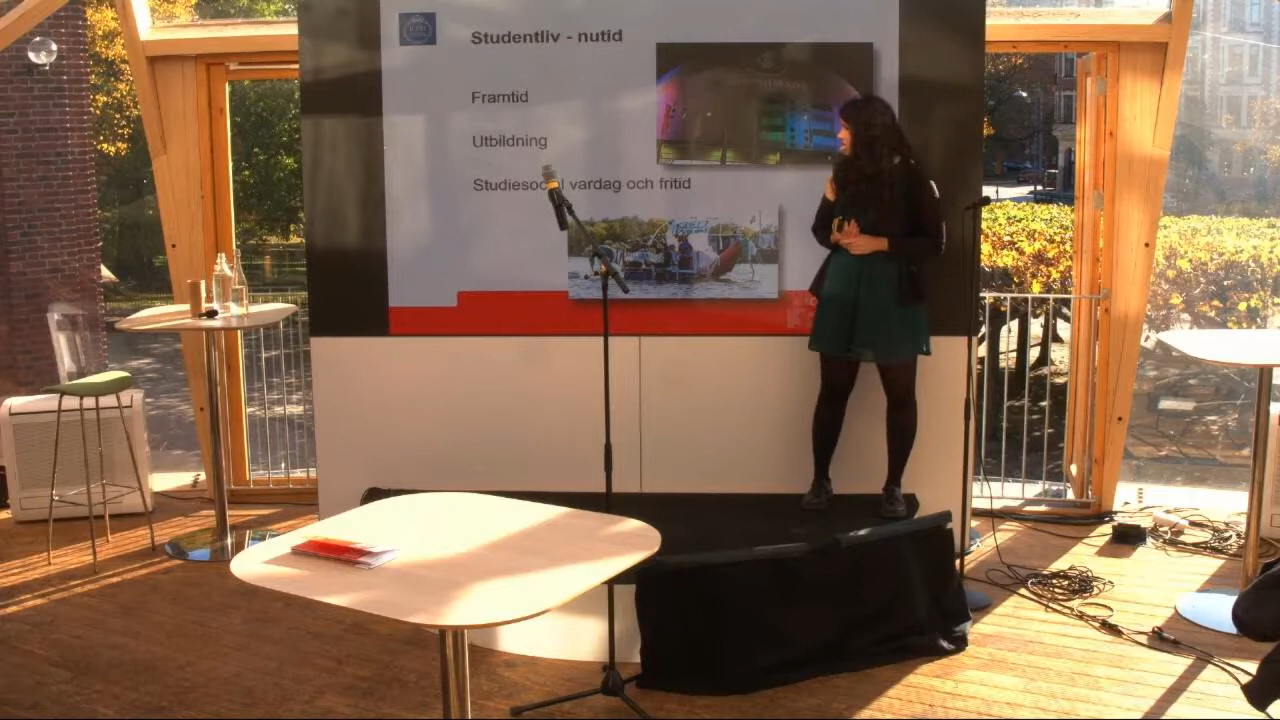 Studentliv - nutid
Framtid
Utbildning
Studiesocial vardag och fritid